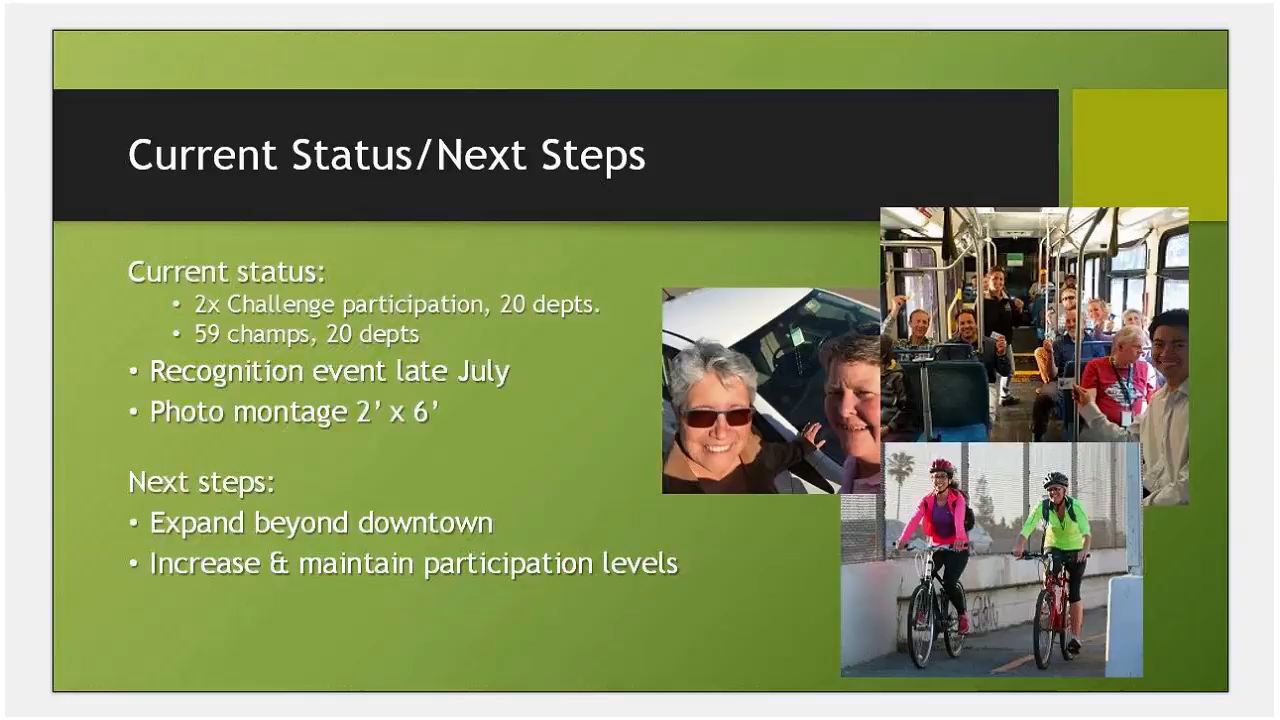 Current Status/Next Steps
Current status:
• 2x Challenge participation, 20 depts.
• 59 champs, 20 depts
• Recognition event late July
• Photo montage 2’ x 6’
Next steps:
• Expand beyond downtown
• Increase & maintain participation levels